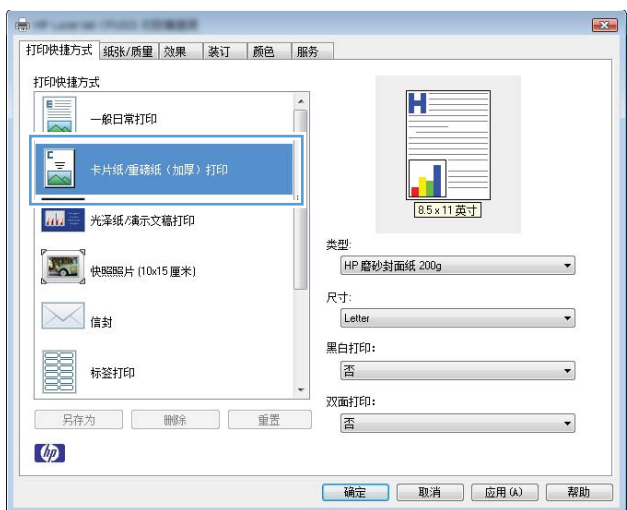 打印快捷方式
纸张/质量
效果
装订
颜色
服务
打印快捷方式
一般日常打印
卡片纸/重磅纸（加厚）打印
光泽纸/演示文稿打印
快照照片 (10x15 厘米)
信封
标签打印
另存为
删除
重置
hp
H
8.5 x 11 英寸
类型:
HP 磨砂封面纸 200g
尺寸:
Letter
黑白打印:
否
双面打印:
否
确定
取消
应用 (A)
帮助